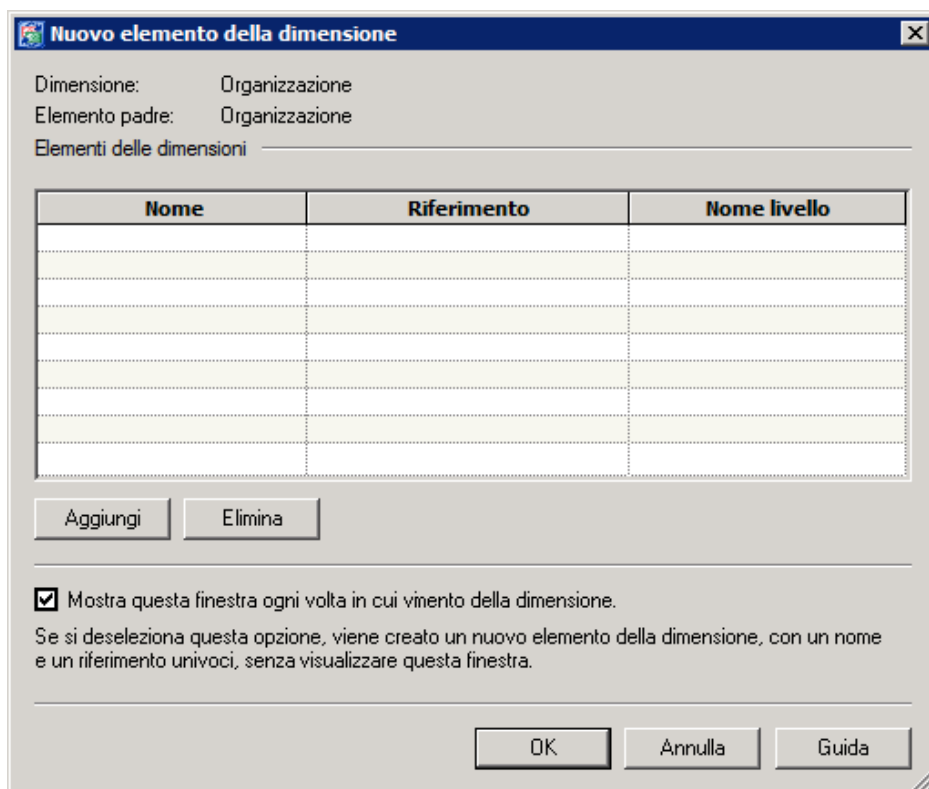 Nuovo elemento della dimensione
Dimensione: Organizzazione
Elemento padre: Organizzazione
Elementi delle dimensioni
Nome Riferimento Nome livello
Aggiungi Elimina
Mostra questa finestra ogni volta in cui vimento della dimensione.
Se si deseleziona questa opzione, viene creato un nuovo elemento della dimensione, con un nome
e un riferimento univoci, senza visualizzare questa finestra.
OK Annulla Guida